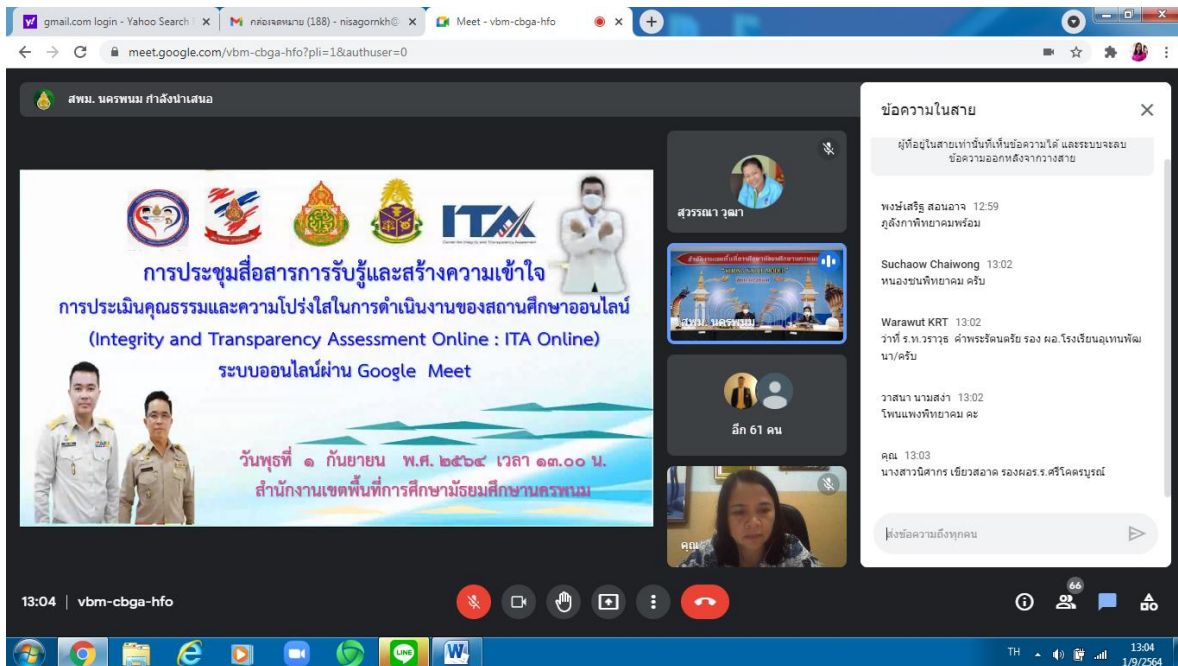 gmail.com login - Yahoo Search
กล่องจดหมาย (188) - nisagornkh@
Meet - vbm-cbga-hfo
meet.google.com/vbm-cbga-hfo?pli=1&authuser=0
สพม. นครพนม กำลังนำเสนอ
ITA
การประชุมสื่อสารการรับรู้และสร้างความเข้าใจ
การประเมินคุณธรรมและความโปร่งใสในการดำเนินงานของสถานศึกษาออนไลน์
(Integrity and Transparency Assessment Online : ITA Online)
ระบบออนไลน์ผ่าน Google Meet
วันพุธที่ ๑ กันยายน พ.ศ. ๒๕๖๔ เวลา ๑๓.๐๐ น.
สำนักงานเขตพื้นที่การศึกษามัธยมศึกษานครพนม
สุวรรณา วุฒา
สพม. นครพนม
อีก 61 คน
คุณ
ข้อความในสาย
ผู้ที่อยู่ในสายเท่านั้นที่เห็นข้อความได้ และระบบจะลบ
ข้อความออกหลังจากวางสาย
พงษ์เสริฐ สอนอาจ 12:59
ภูลังกาพิทยาคมพร้อม
Suchaow Chaiwong 13:02
หนองซนพิทยาคม ครับ
Warawut KRT 13:02
ว่าที่ ร.ท.วราวุธ คำพระรัตนตรัย รอง ผอ.โรงเรียนอุเทนพัฒ
นา/ครับ
วาสนา นามสง่า 13:02
โพนแพงพิทยาคม คะ
คุณ 13:03
นางสาวนิศากร เขียวสอาด รองผอร.ร.ศรีโคตรบูรณ์
ส่งข้อความถึงทุกคน
13:04 | vbm-cbga-hfo
66
TH
13:04
1/9/2564